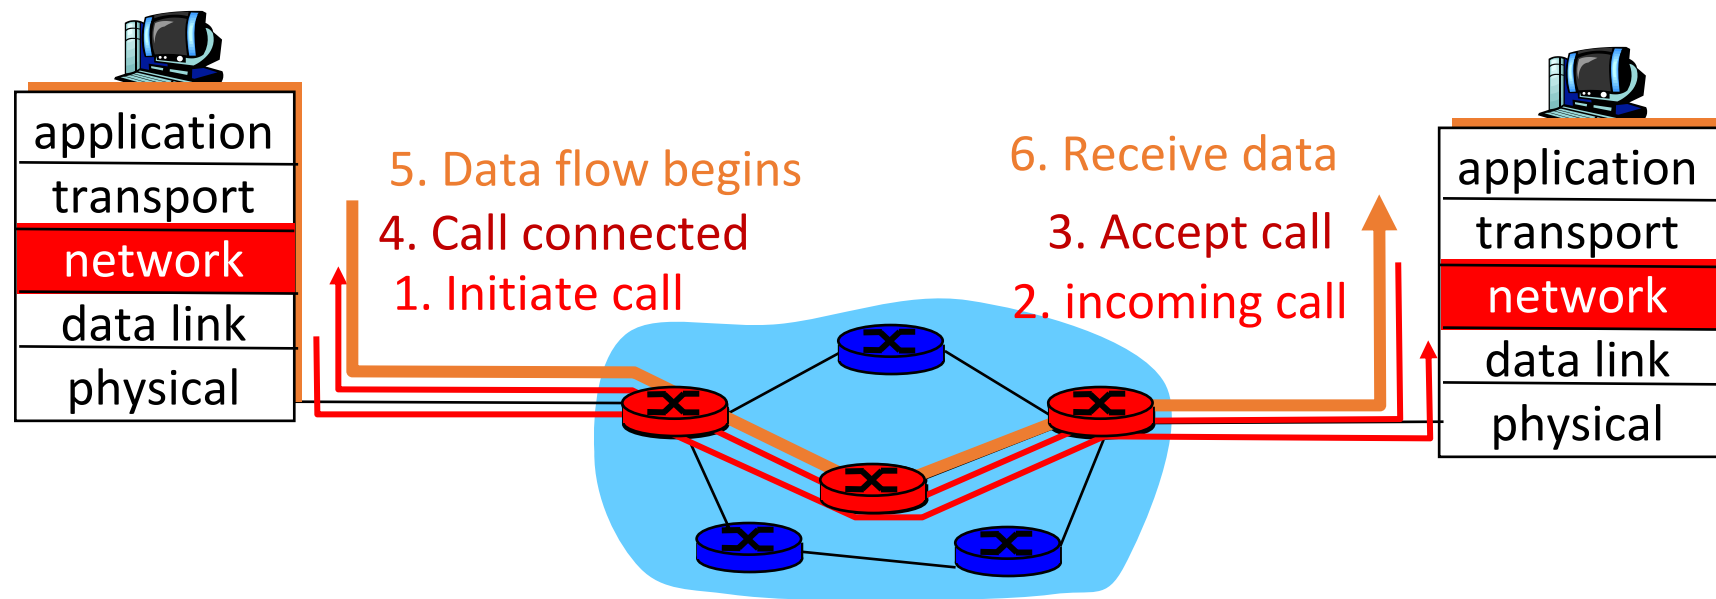 application
transport
network
data link
physical
5. Data flow begins
4. Call connected
1. Initiate call
6. Receive data
3. Accept call
2. incoming call
application
transport
network
data link
physical